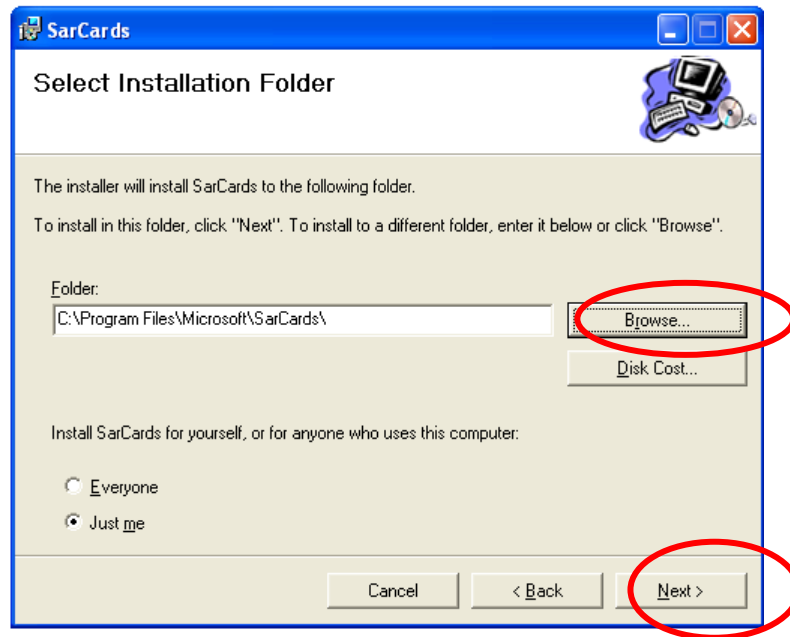 SarCards
Select Installation Folder
The installer will install SarCards to the following folder.
To install in this folder, click "Next". To install to a different folder, enter it below or click "Browse".
Folder:
C:\Program Files\Microsoft\SarCards\
Browse...
Disk Cost...
Install SarCards for yourself, or for anyone who uses this computer:
Everyone
Just me
Cancel
< Back
Next >